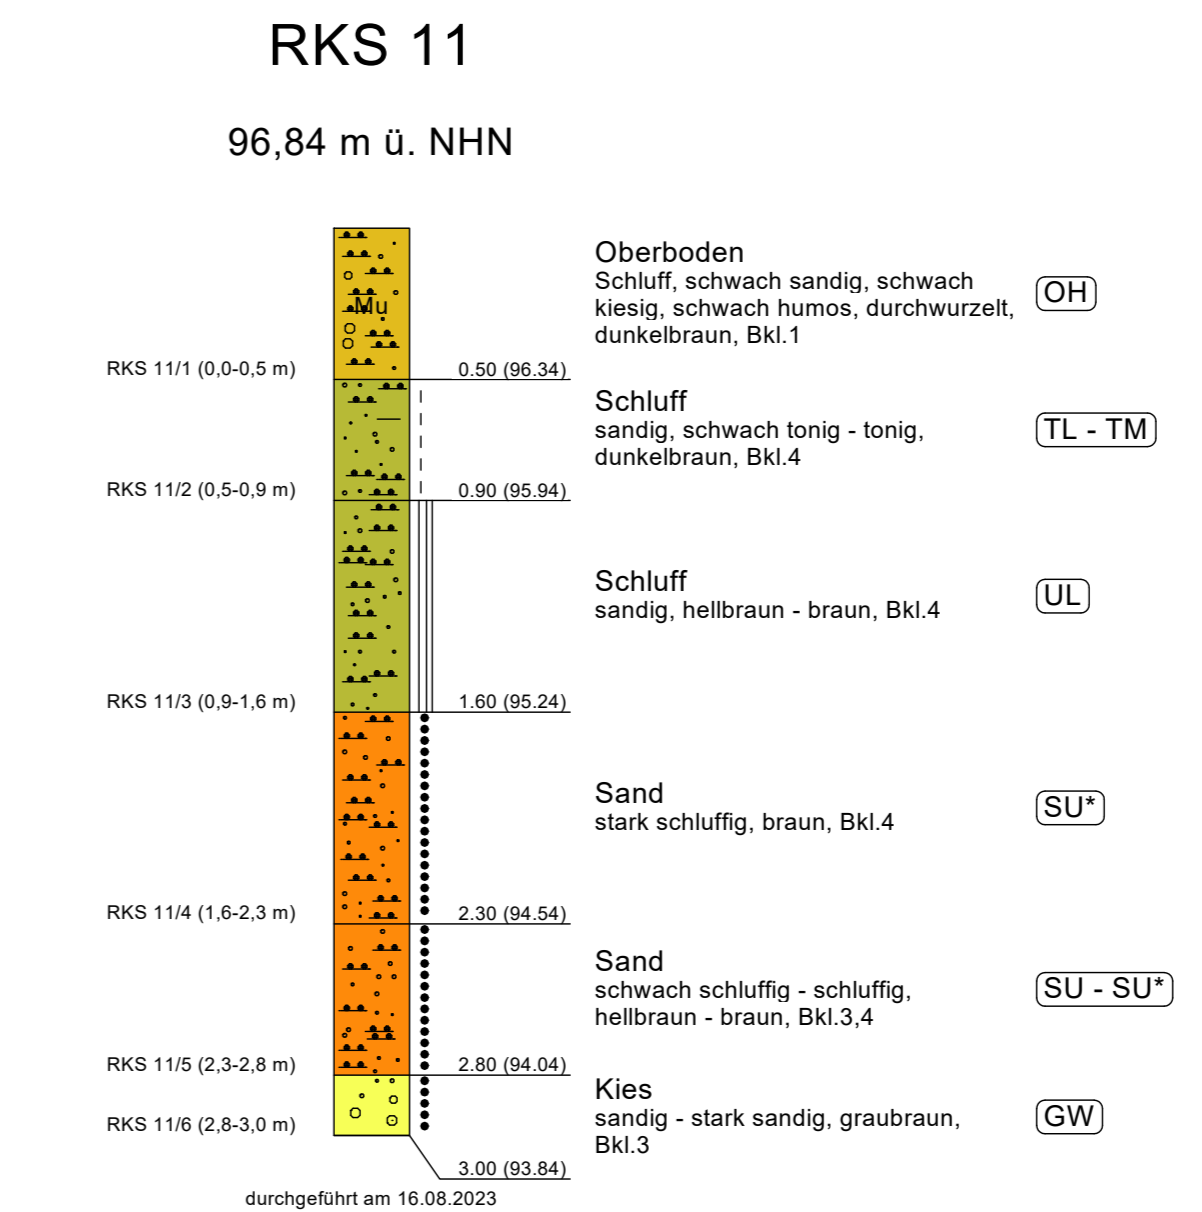 RKS 11
96,84 m ü. NHN
Oberboden
Schluff, schwach sandig, schwach
kiesig, schwach humos, durchwurzelt,
dunkelbraun, Bkl.1
OH
Mu
RKS 11/1 (0,0-0,5 m)
0.50 (96.34)
Schluff
sandig, schwach tonig - tonig,
dunkelbraun, Bkl.4
TL - TM
RKS 11/2 (0,5-0,9 m)
0.90 (95.94)
Schluff
sandig, hellbraun - braun, Bkl.4
UL
RKS 11/3 (0,9-1,6 m)
1.60 (95.24)
Sand
stark schluffig, braun, Bkl.4
SU*
RKS 11/4 (1,6-2,3 m)
2.30 (94.54)
Sand
schwach schluffig - schluffig,
hellbraun - braun, Bkl.3,4
SU - SU*
RKS 11/5 (2,3-2,8 m)
2.80 (94.04)
Kies
sandig - stark sandig, graubraun,
Bkl.3
GW
RKS 11/6 (2,8-3,0 m)
3.00 (93.84)
durchgeführt am 16.08.2023